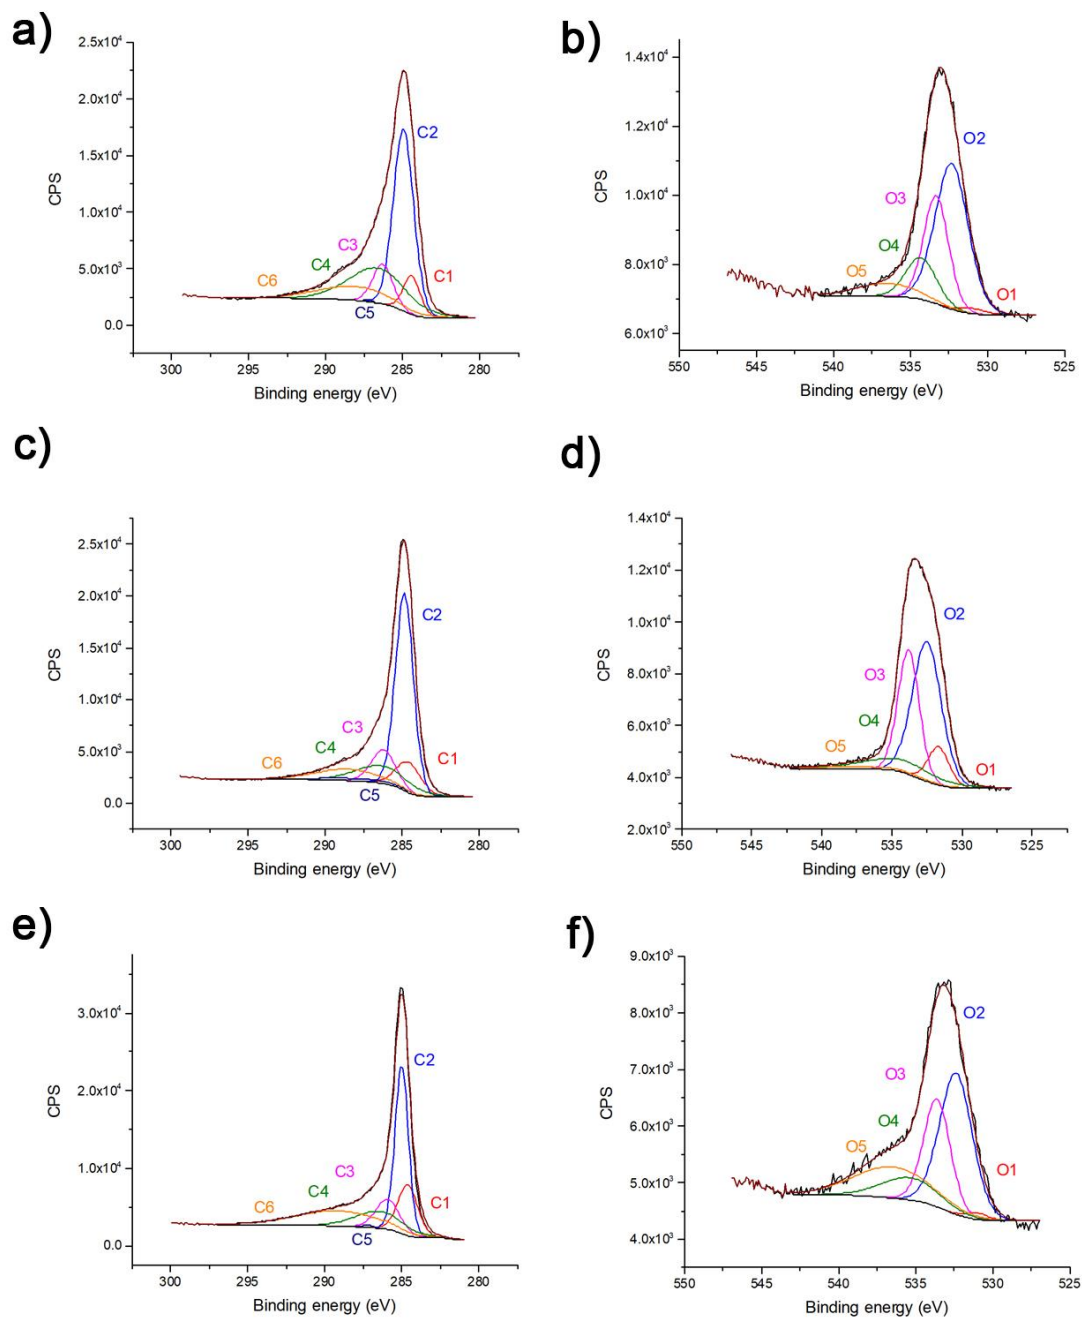 a)
2.5x10⁴
2.0x10⁴
1.5x10⁴
1.0x10⁴
5.0x10³
0.0
CPS
C2
C3
C4
C6
C1
C5
300 295 290 285 280
Binding energy (eV)
b)
1.4x10⁴
1.2x10⁴
1.0x10⁴
8.0x10³
6.0x10³
CPS
O2
O3
O4
O5
O1
550 545 540 535 530 525
Binding energy (eV)
c)
2.5x10⁴
2.0x10⁴
1.5x10⁴
1.0x10⁴
5.0x10³
0.0
CPS
C2
C3
C4
C1
C6
C5
300 295 290 285 280
Binding energy (eV)
d)
1.4x10⁴
1.2x10⁴
1.0x10⁴
8.0x10³
6.0x10³
4.0x10³
2.0x10³
CPS
O2
O3
O4
O5
O1
550 545 540 535 530 525
Binding energy (eV)
e)
3.0x10⁴
2.0x10⁴
1.0x10⁴
0.0
CPS
C2
C3
C4
C6
C1
C5
300 295 290 285 280
Binding energy (eV)
f)
9.0x10³
8.5x10³
8.0x10³
7.0x10³
6.0x10³
5.0x10³
4.0x10³
CPS
O2
O3
O4
O5
O1
550 545 540 535 530 525
Binding energy (eV)